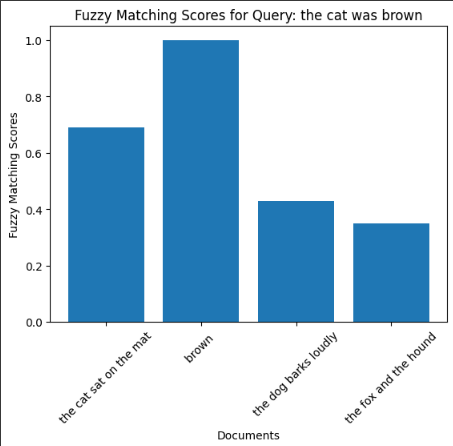 Fuzzy Matching Scores for Query: the cat was brown
1.0
0.8
0.6
0.4
0.2
0.0
Fuzzy Matching Scores
the cat sat on the mat
brown
the dog barks loudly
the fox and the hound
Documents